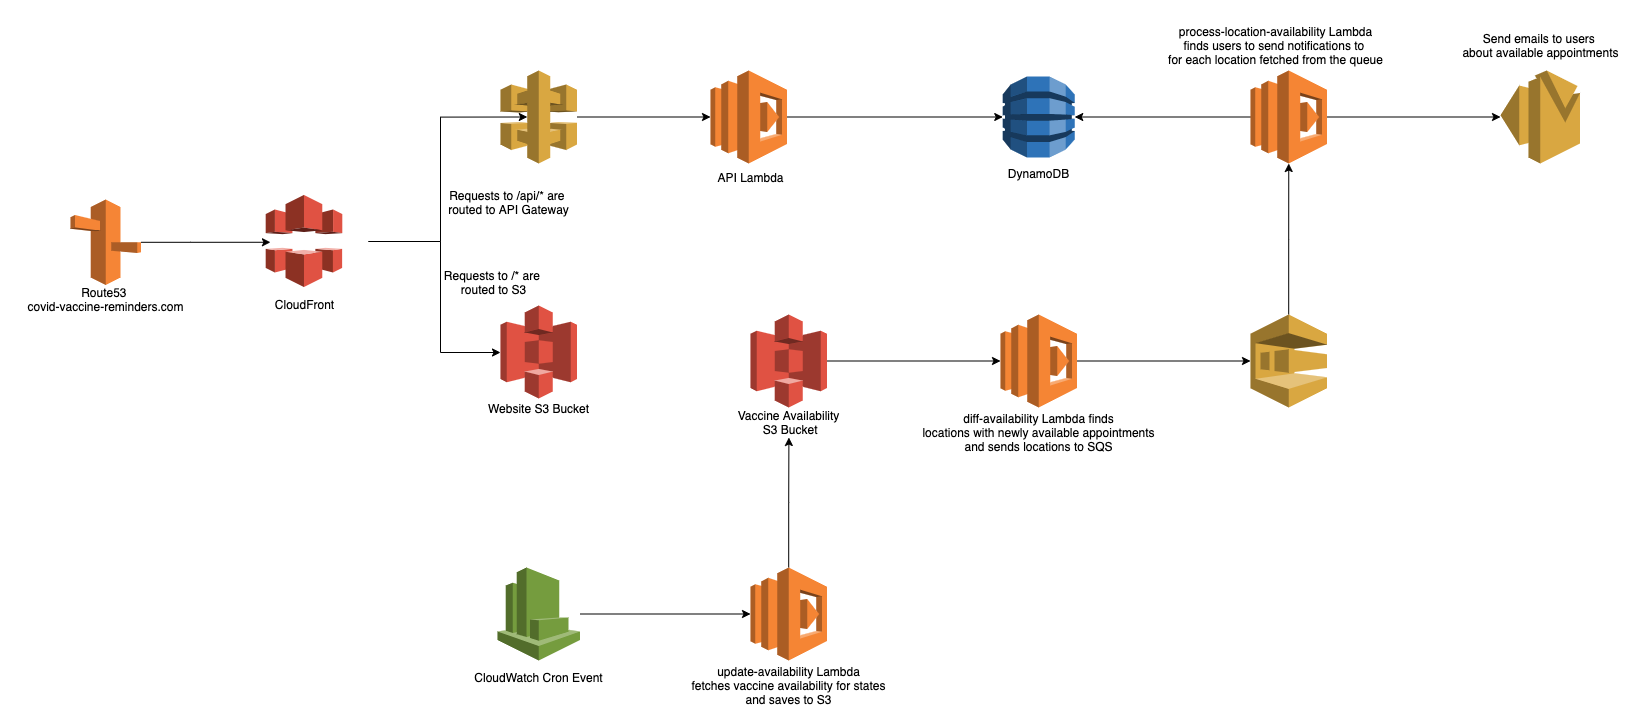 process-location-availability Lambda
finds users to send notifications to
for each location fetched from the queue
Send emails to users
about available appointments
API Lambda
DynamoDB
Requests to /api/* are
routed to API Gateway
Route53
covid-vaccine-reminders.com
CloudFront
Requests to /* are
routed to S3
Website S3 Bucket
Vaccine Availability
S3 Bucket
diff-availability Lambda finds
locations with newly available appointments
and sends locations to SQS
CloudWatch Cron Event
update-availability Lambda
fetches vaccine availability for states
and saves to S3